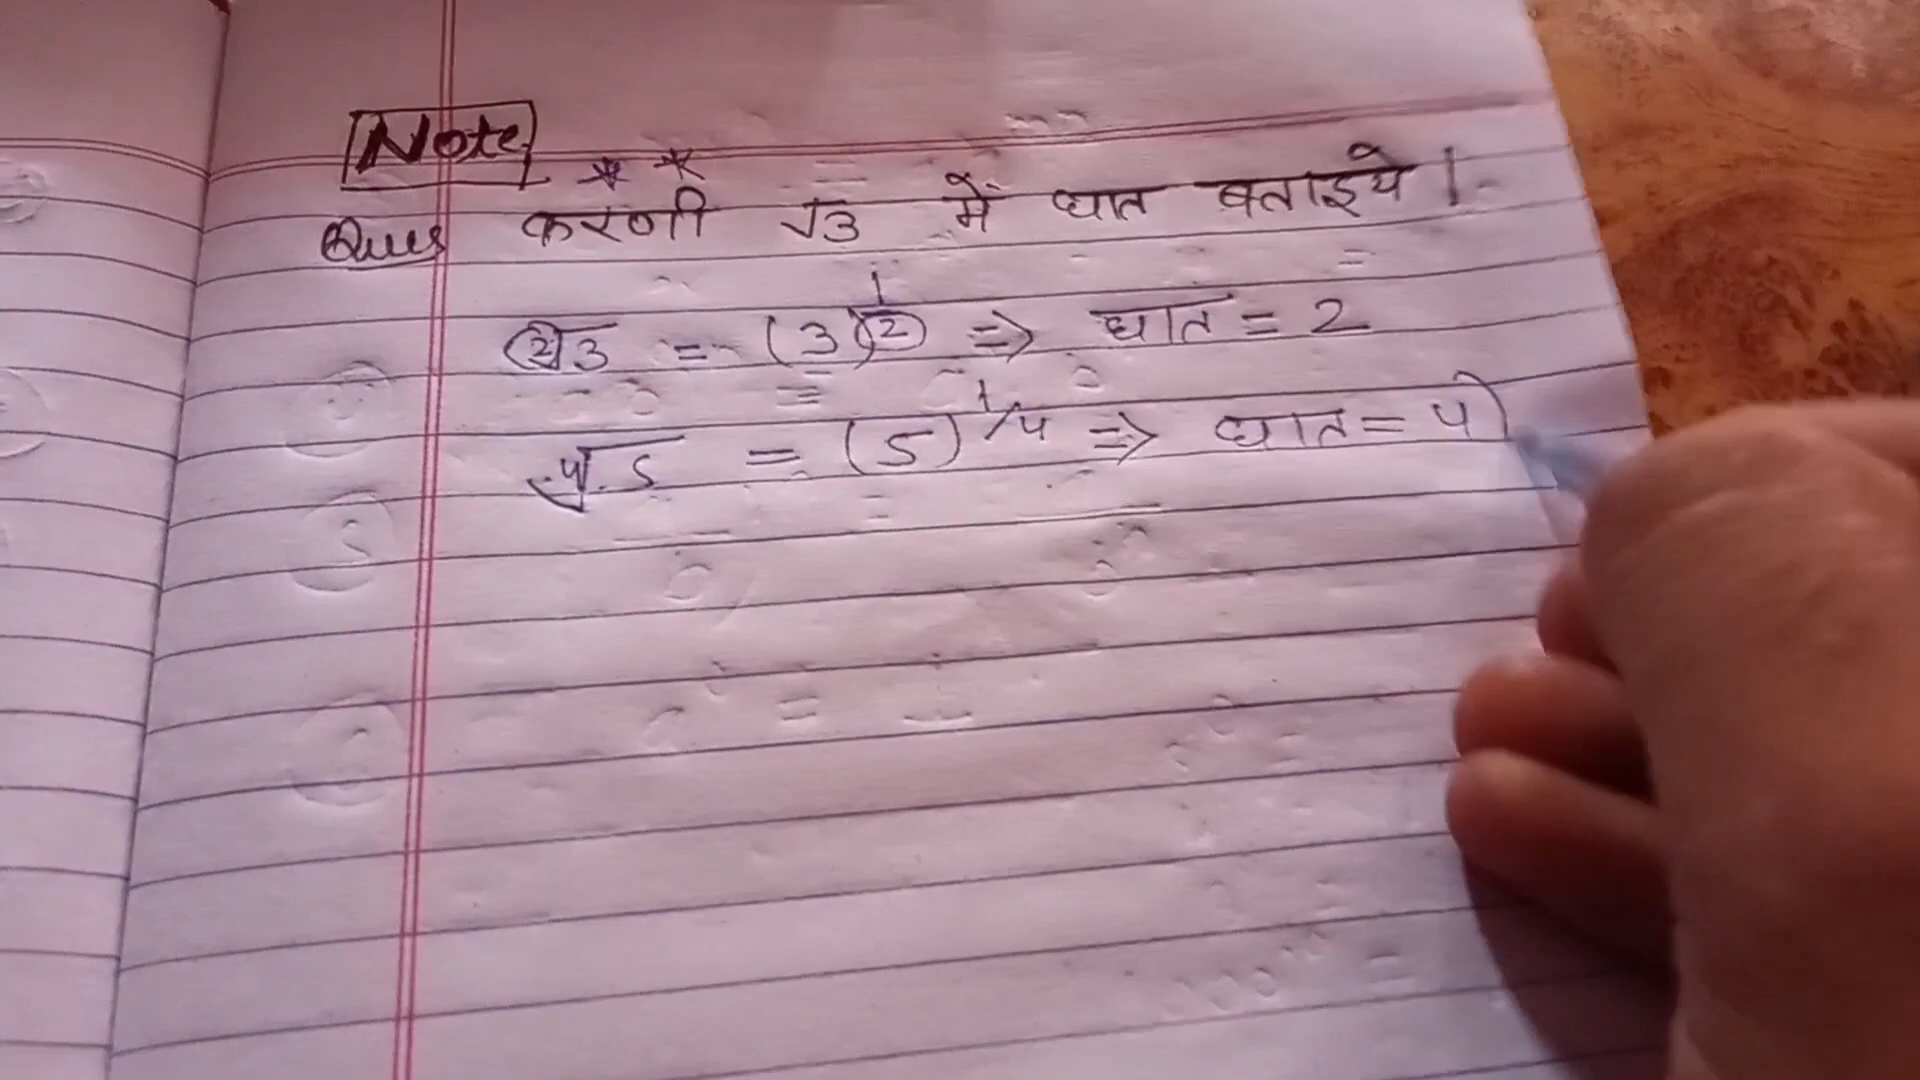 Note
Ques करणी √3 में घात बताइये।
²√3 = (3)^1/2 => घात = 2
⁴√5 = (5)^1/4 => घात = 4)